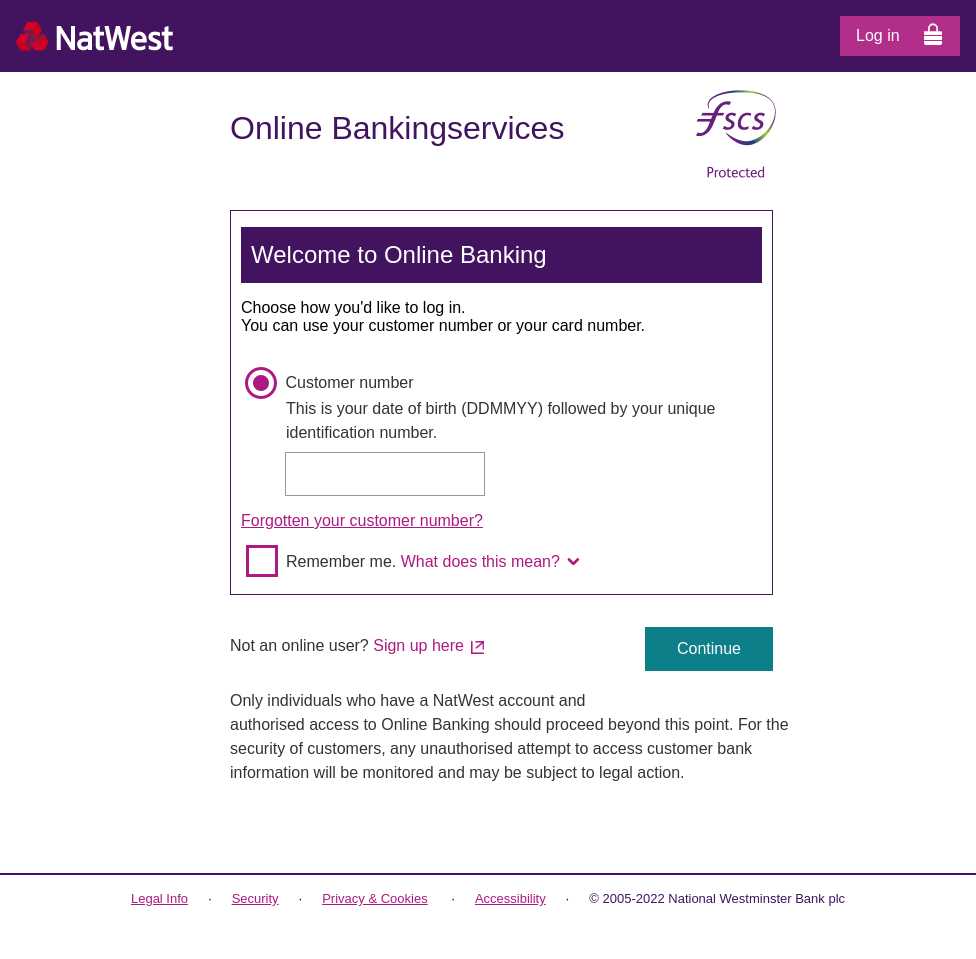 NatWest
Log in
Online Bankingservices
fscs
Protected
Welcome to Online Banking
Choose how you'd like to log in.
You can use your customer number or your card number.
Customer number
This is your date of birth (DDMMYY) followed by your unique
identification number.
Forgotten your customer number?
Remember me. What does this mean?
Not an online user? Sign up here
Continue
Only individuals who have a NatWest account and
authorised access to Online Banking should proceed beyond this point. For the
security of customers, any unauthorised attempt to access customer bank
information will be monitored and may be subject to legal action.
Legal Info · Security · Privacy & Cookies · Accessibility · © 2005-2022 National Westminster Bank plc